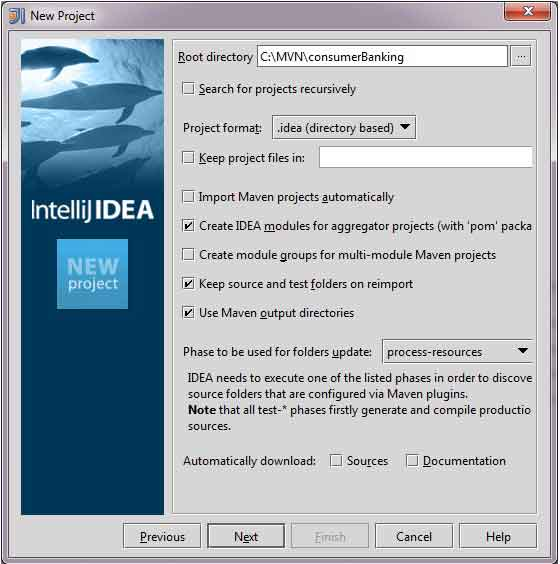 New Project
Root directory C:\MVN\consumerBanking ...
Search for projects recursively
Project format: .idea (directory based)
Keep project files in:
Import Maven projects automatically
IntelliJIDEA
Create IDEA modules for aggregator projects (with 'pom' packa
NEW
project
Create module groups for multi-module Maven projects
Keep source and test folders on reimport
Use Maven output directories
Phase to be used for folders update: process-resources
IDEA needs to execute one of the listed phases in order to discove
source folders that are configured via Maven plugins.
Note that all test-* phases firstly generate and compile productio
sources.
Automatically download: Sources Documentation
Previous Next Finish Cancel Help